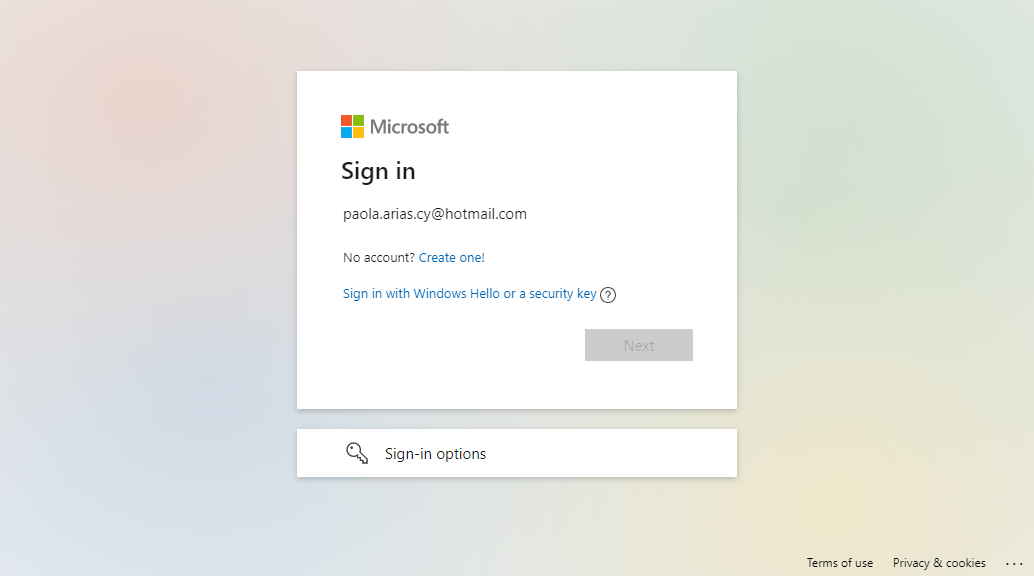 Microsoft
Sign in
paola.arias.cy@hotmail.com
No account? Create one!
Sign in with Windows Hello or a security key ?
Next
Sign-in options
Terms of use Privacy & cookies ...